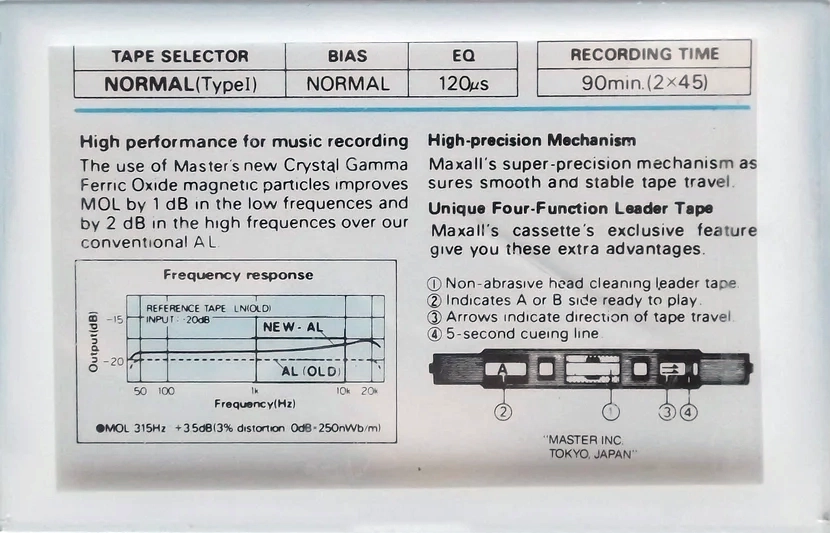 TAPE SELECTOR BIAS EQ RECORDING TIME
NORMAL(TypeI) NORMAL 120μs 90min.(2×45)
High performance for music recording
The use of Master's new Crystal Gamma
Ferric Oxide magnetic particles improves
MOL by 1 dB in the low frequences and
by 2 dB in the high frequences over our
conventional AL
Frequency response
REFERENCE TAPE LN(OLD)
INPUT: -20dB
NEW-AL
AL(OLD)
Output(dB)
-15
-20
50 100 1k 10k 20k
Frequency(Hz)
●MOL 315Hz +3.5dB(3% distortion 0dB=250nWb/m)
High-precision Mechanism
Maxall's super-precision mechanism as
sures smooth and stable tape travel.
Unique Four-Function Leader Tape
Maxall's cassette's exclusive feature
give you these extra advantages.
① Non-abrasive head cleaning leader tape.
② Indicates A or B side ready to play.
③ Arrows indicate direction of tape travel.
④ 5-second cueing line.
A
② ① ③ ④
"MASTER INC.
TOKYO, JAPAN"